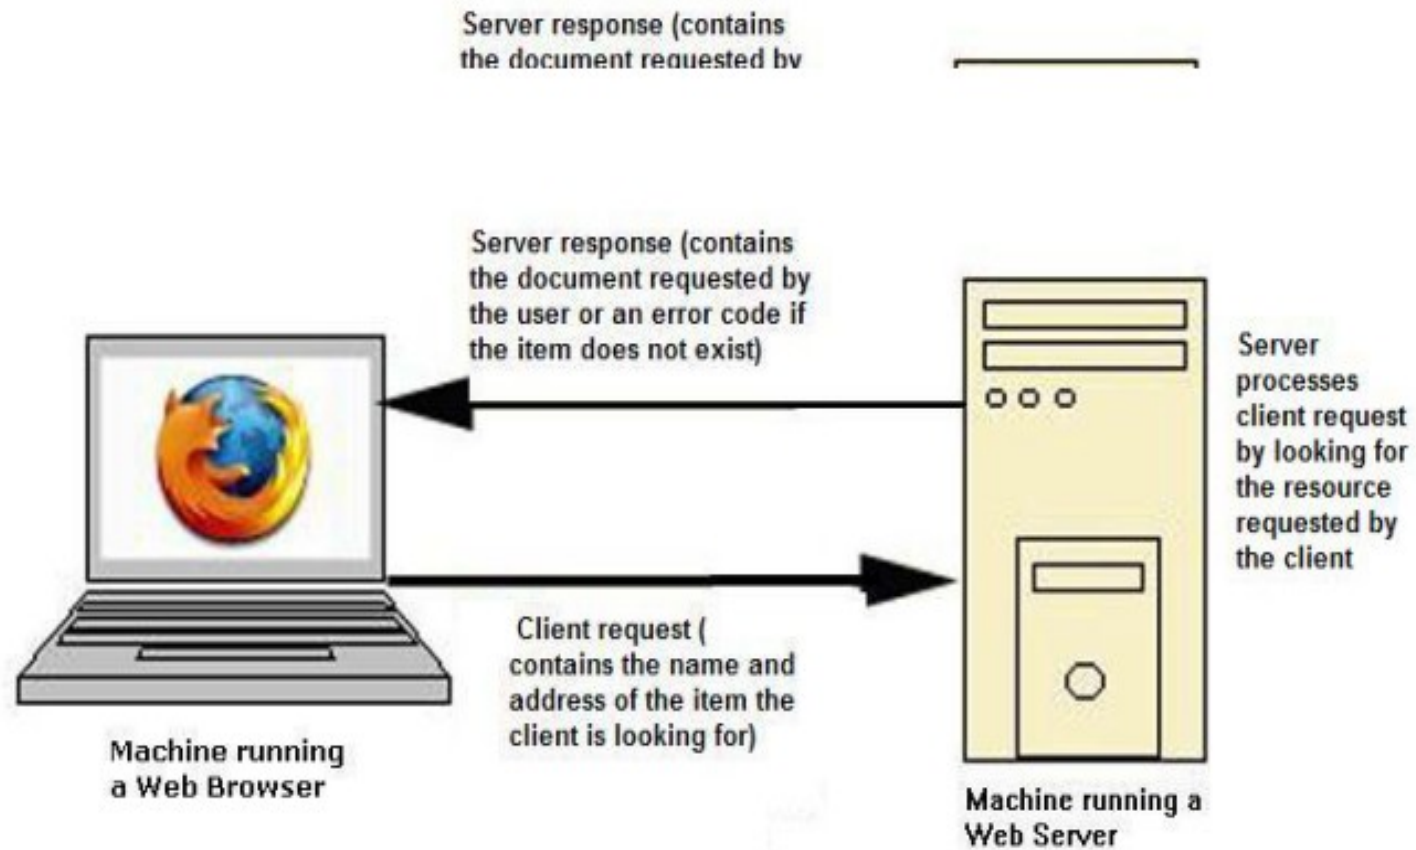 Server response (contains
the document requested by
Server response (contains
the document requested by
the user or an error code if
the item does not exist)
Server
processes
client request
by looking for
the resource
requested by
the client
Client request (
contains the name and
address of the item the
client is looking for)
Machine running
a Web Browser
Machine running a
Web Server